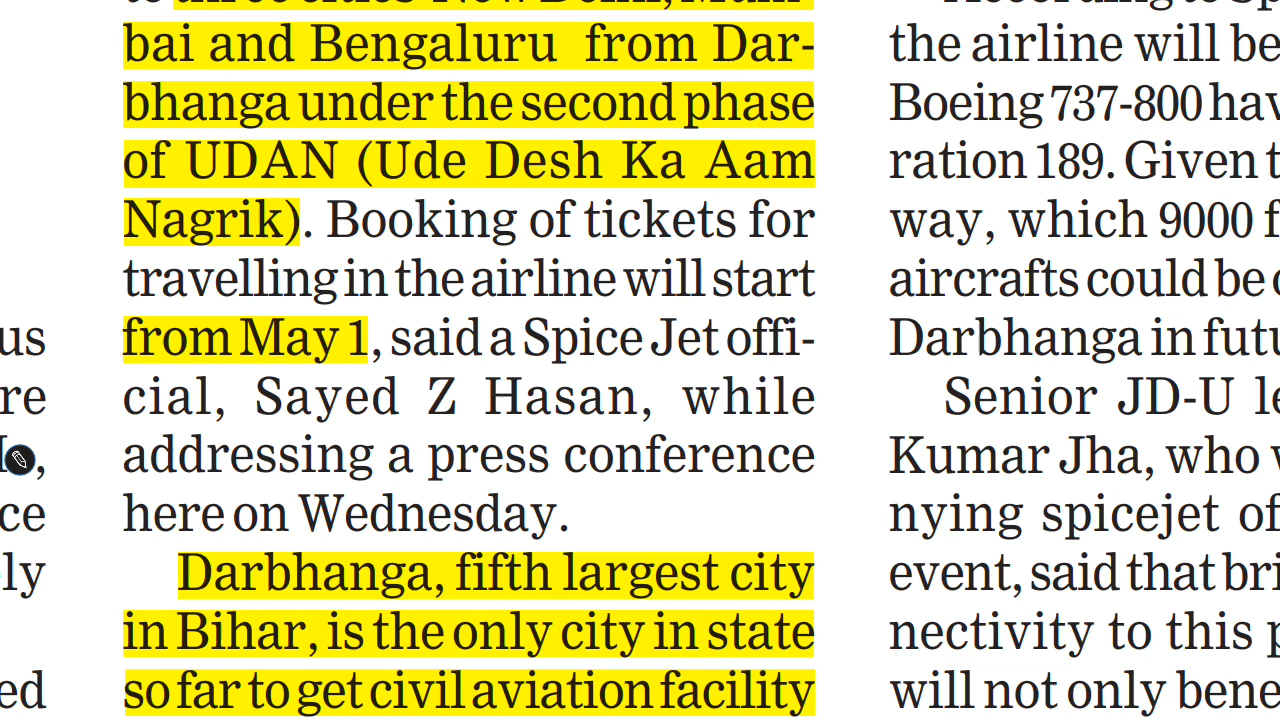 us
re
,
ce
ly
ed
bai and Bengaluru from Dar-
bhanga under the second phase
of UDAN (Ude Desh Ka Aam
Nagrik). Booking of tickets for
travelling in the airline will start
from May 1, said a Spice Jet offi-
cial, Sayed Z Hasan, while
addressing a press conference
here on Wednesday.
Darbhanga, fifth largest city
in Bihar, is the only city in state
so far to get civil aviation facility
the airline will be
Boeing 737-800 hav
ration 189. Given t
way, which 9000 f
aircrafts could be
Darbhanga in futu
Senior JD-U le
Kumar Jha, who
nying spicejet of
event, said that bri
nectivity to this p
will not only bene